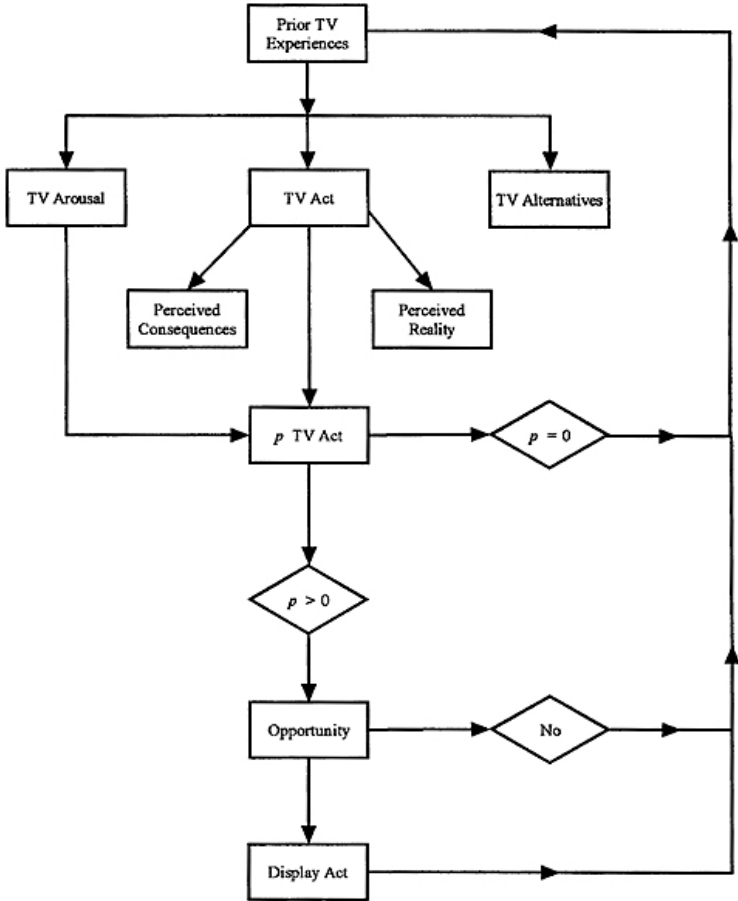 Prior TV
Experiences
TV Arousal
TV Act
TV Alternatives
Perceived
Consequences
Perceived
Reality
p TV Act
p = 0
p > 0
Opportunity
No
Display Act